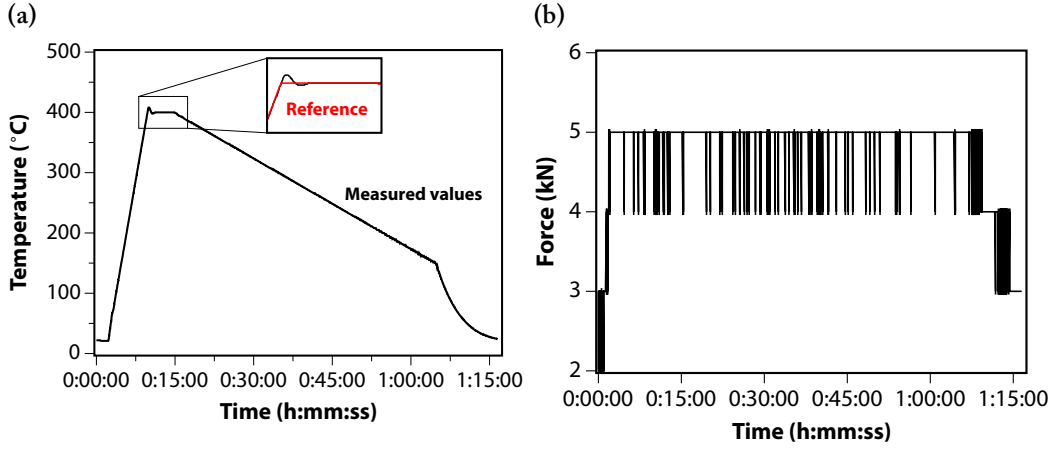 (a)
500
400
300
200
100
0
Temperature (°C)
Reference
Measured values
0:00:00 0:15:00 0:30:00 0:45:00 1:00:00 1:15:00
Time (h:mm:ss)
(b)
6
5
4
3
2
Force (kN)
0:00:00 0:15:00 0:30:00 0:45:00 1:00:00 1:15:00
Time (h:mm:ss)